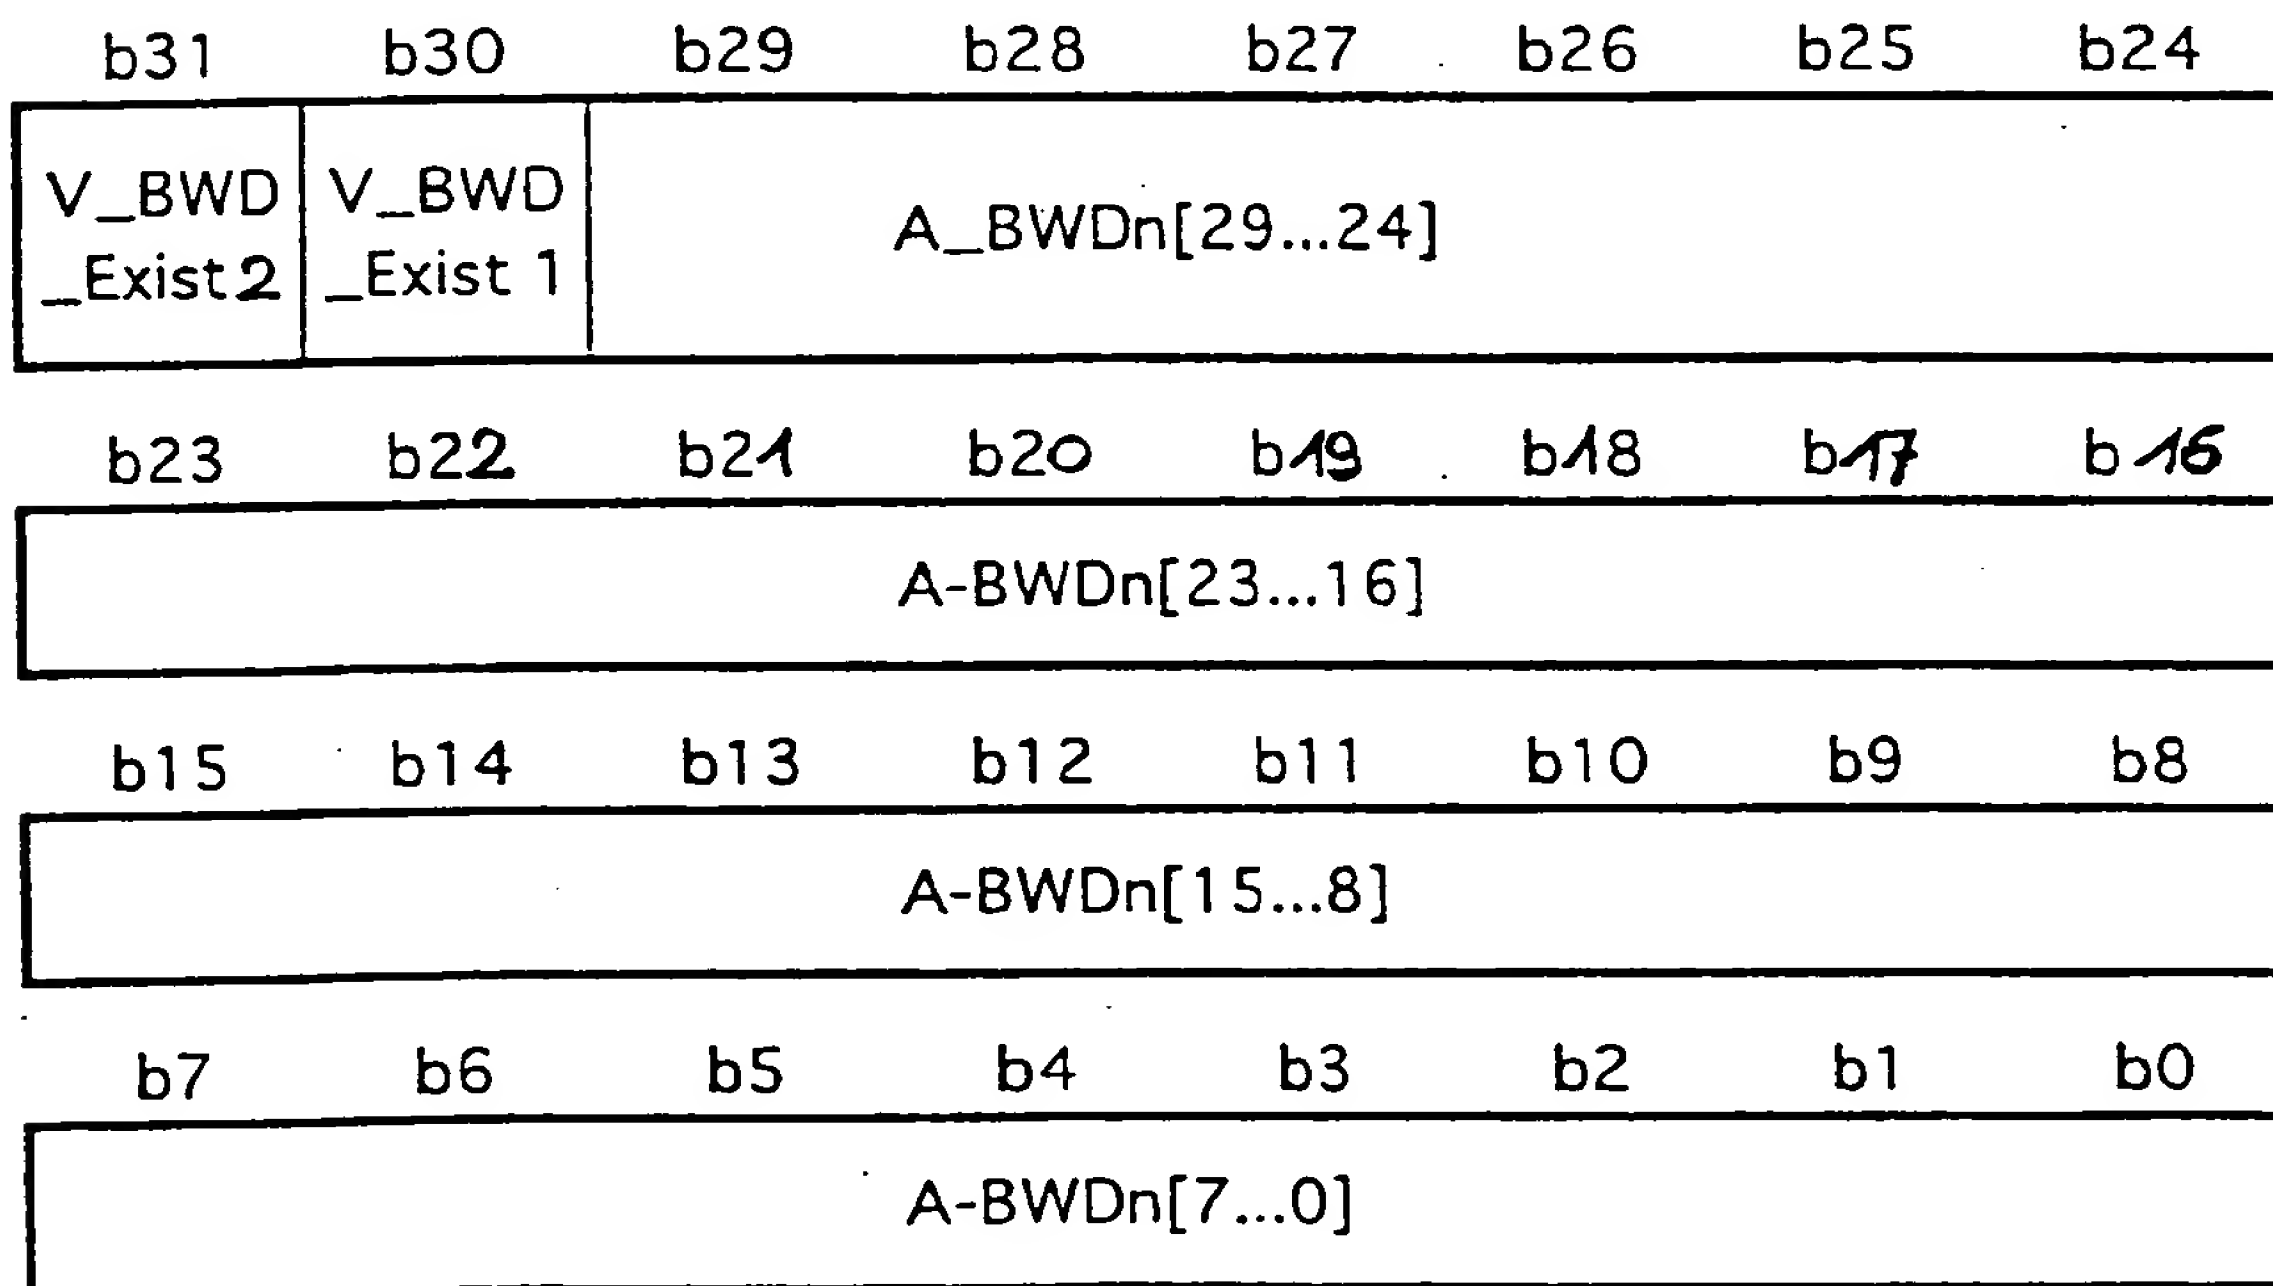 b31 b30 b29 b28 b27 b26 b25 b24
V_BWD V_BWD
_Exist2 _Exist 1
A_BWDn[29...24]
b23 b22 b21 b20 b19 b18 b17 b16
A-BWDn[23...16]
b15 b14 b13 b12 b11 b10 b9 b8
A-BWDn[15...8]
b7 b6 b5 b4 b3 b2 b1 b0
A-BWDn[7...0]